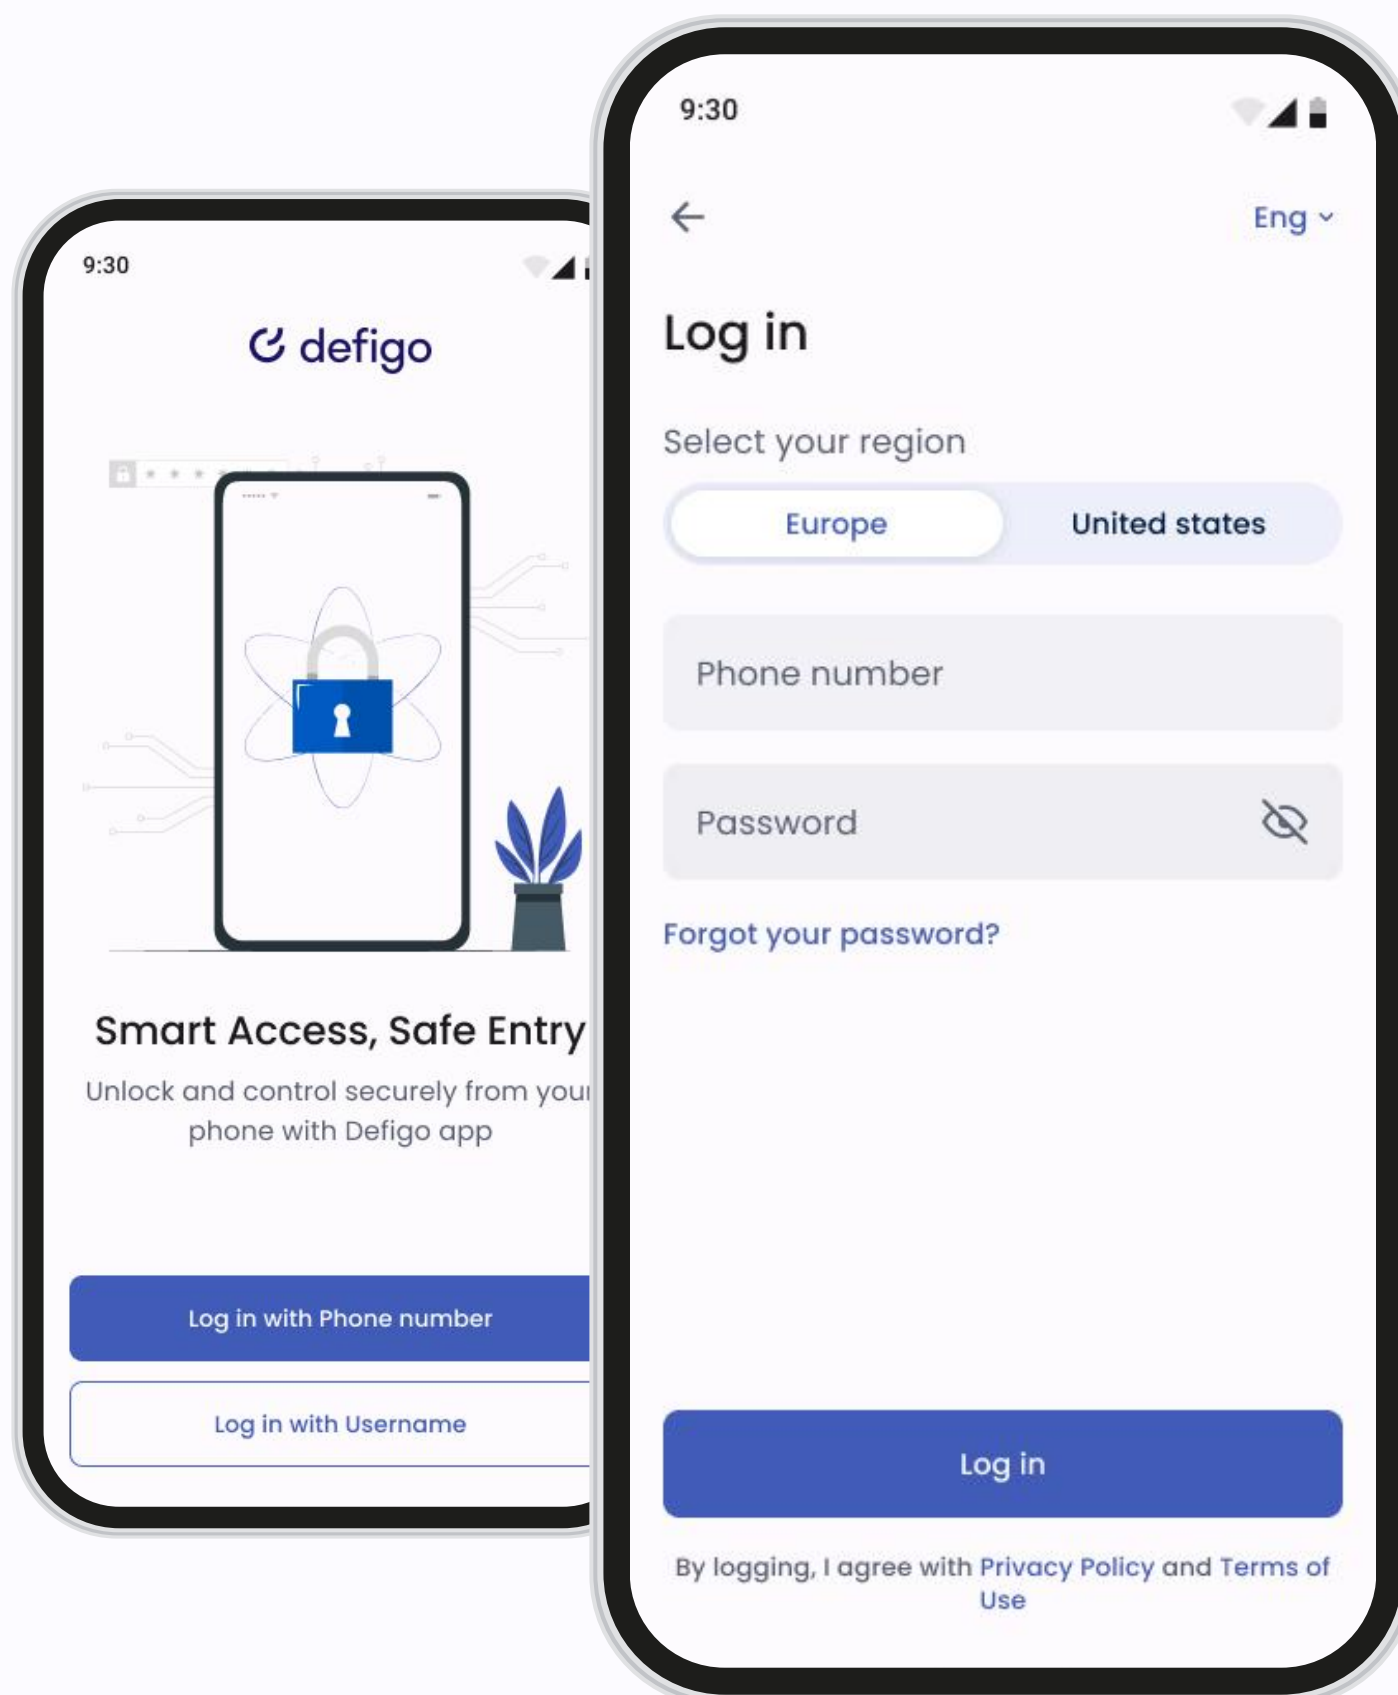 9:30
defigo
* * * *
Smart Access, Safe Entry
Unlock and control securely from your
phone with Defigo app
Log in with Phone number
Log in with Username
9:30
Eng
Log in
Select your region
Europe
United states
Phone number
Password
Forgot your password?
Log in
By logging, I agree with Privacy Policy and Terms of
Use